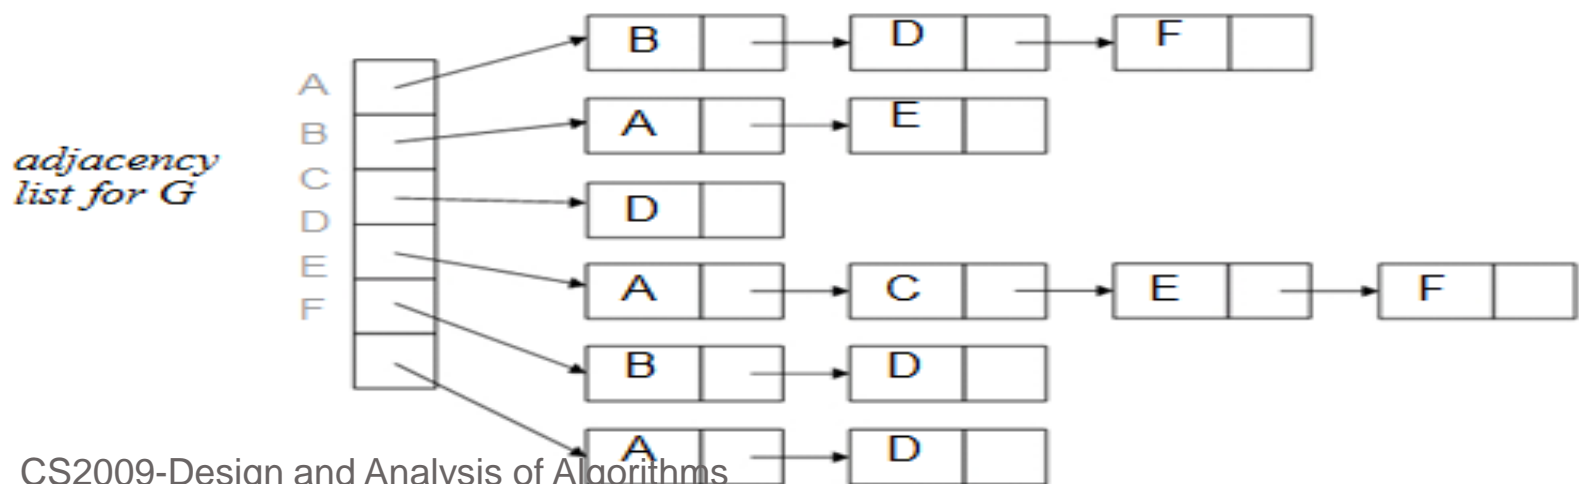 B D F
A
A E
B
adjacency
C
list for G
D
D
E
A C E F
F
B D
A D
CS2009-Design and Analysis of Algorithms